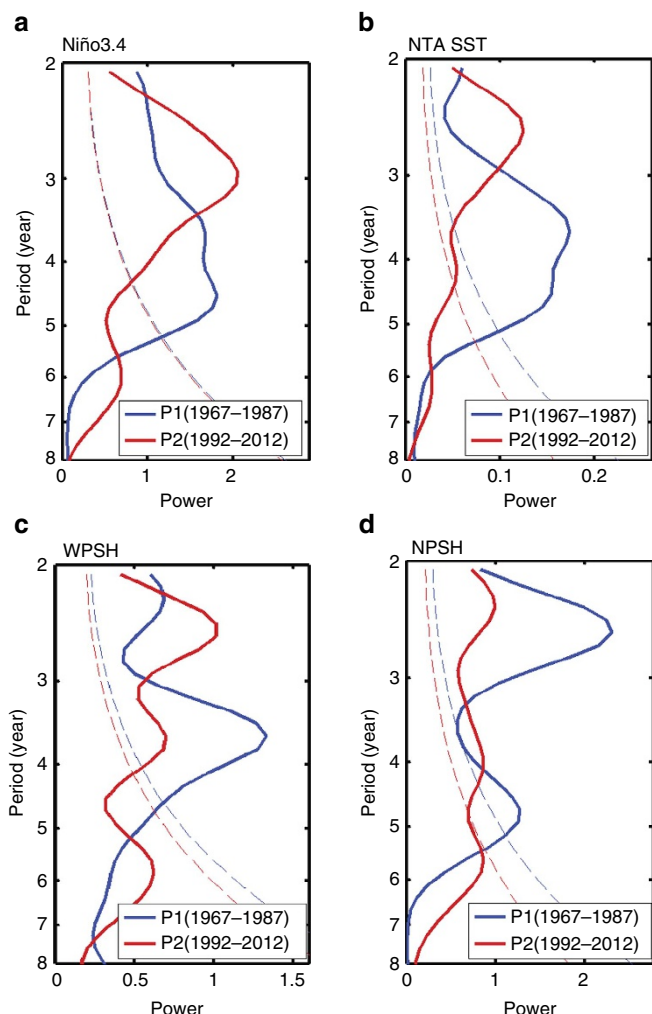 a
Niño3.4
2
3
4
5
6
7
8
Period (year)
P1(1967–1987)
P2(1992–2012)
0
1
2
Power
b
NTA SST
2
3
4
5
6
7
8
Period (year)
P1(1967–1987)
P2(1992–2012)
0
0.1
0.2
Power
c
WPSH
2
3
4
5
6
7
8
Period (year)
P1(1967–1987)
P2(1992–2012)
0
0.5
1
1.5
Power
d
NPSH
2
3
4
5
6
7
8
Period (year)
P1(1967–1987)
P2(1992–2012)
0
1
2
Power